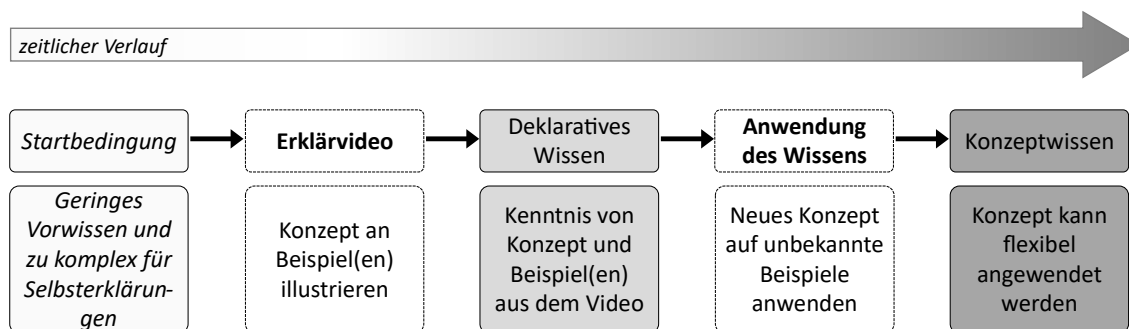 zeitlicher Verlauf
Startbedingung
Erklärvideo
Deklaratives
Wissen
Anwendung
des Wissens
Konzeptwissen
Geringes
Vorwissen und
zu komplex für
Selbsterklärun-
gen
Konzept an
Beispiel(en)
illustrieren
Kenntnis von
Konzept und
Beispiel(en)
aus dem Video
Neues Konzept
auf unbekannte
Beispiele
anwenden
Konzept kann
flexibel
angewendet
werden